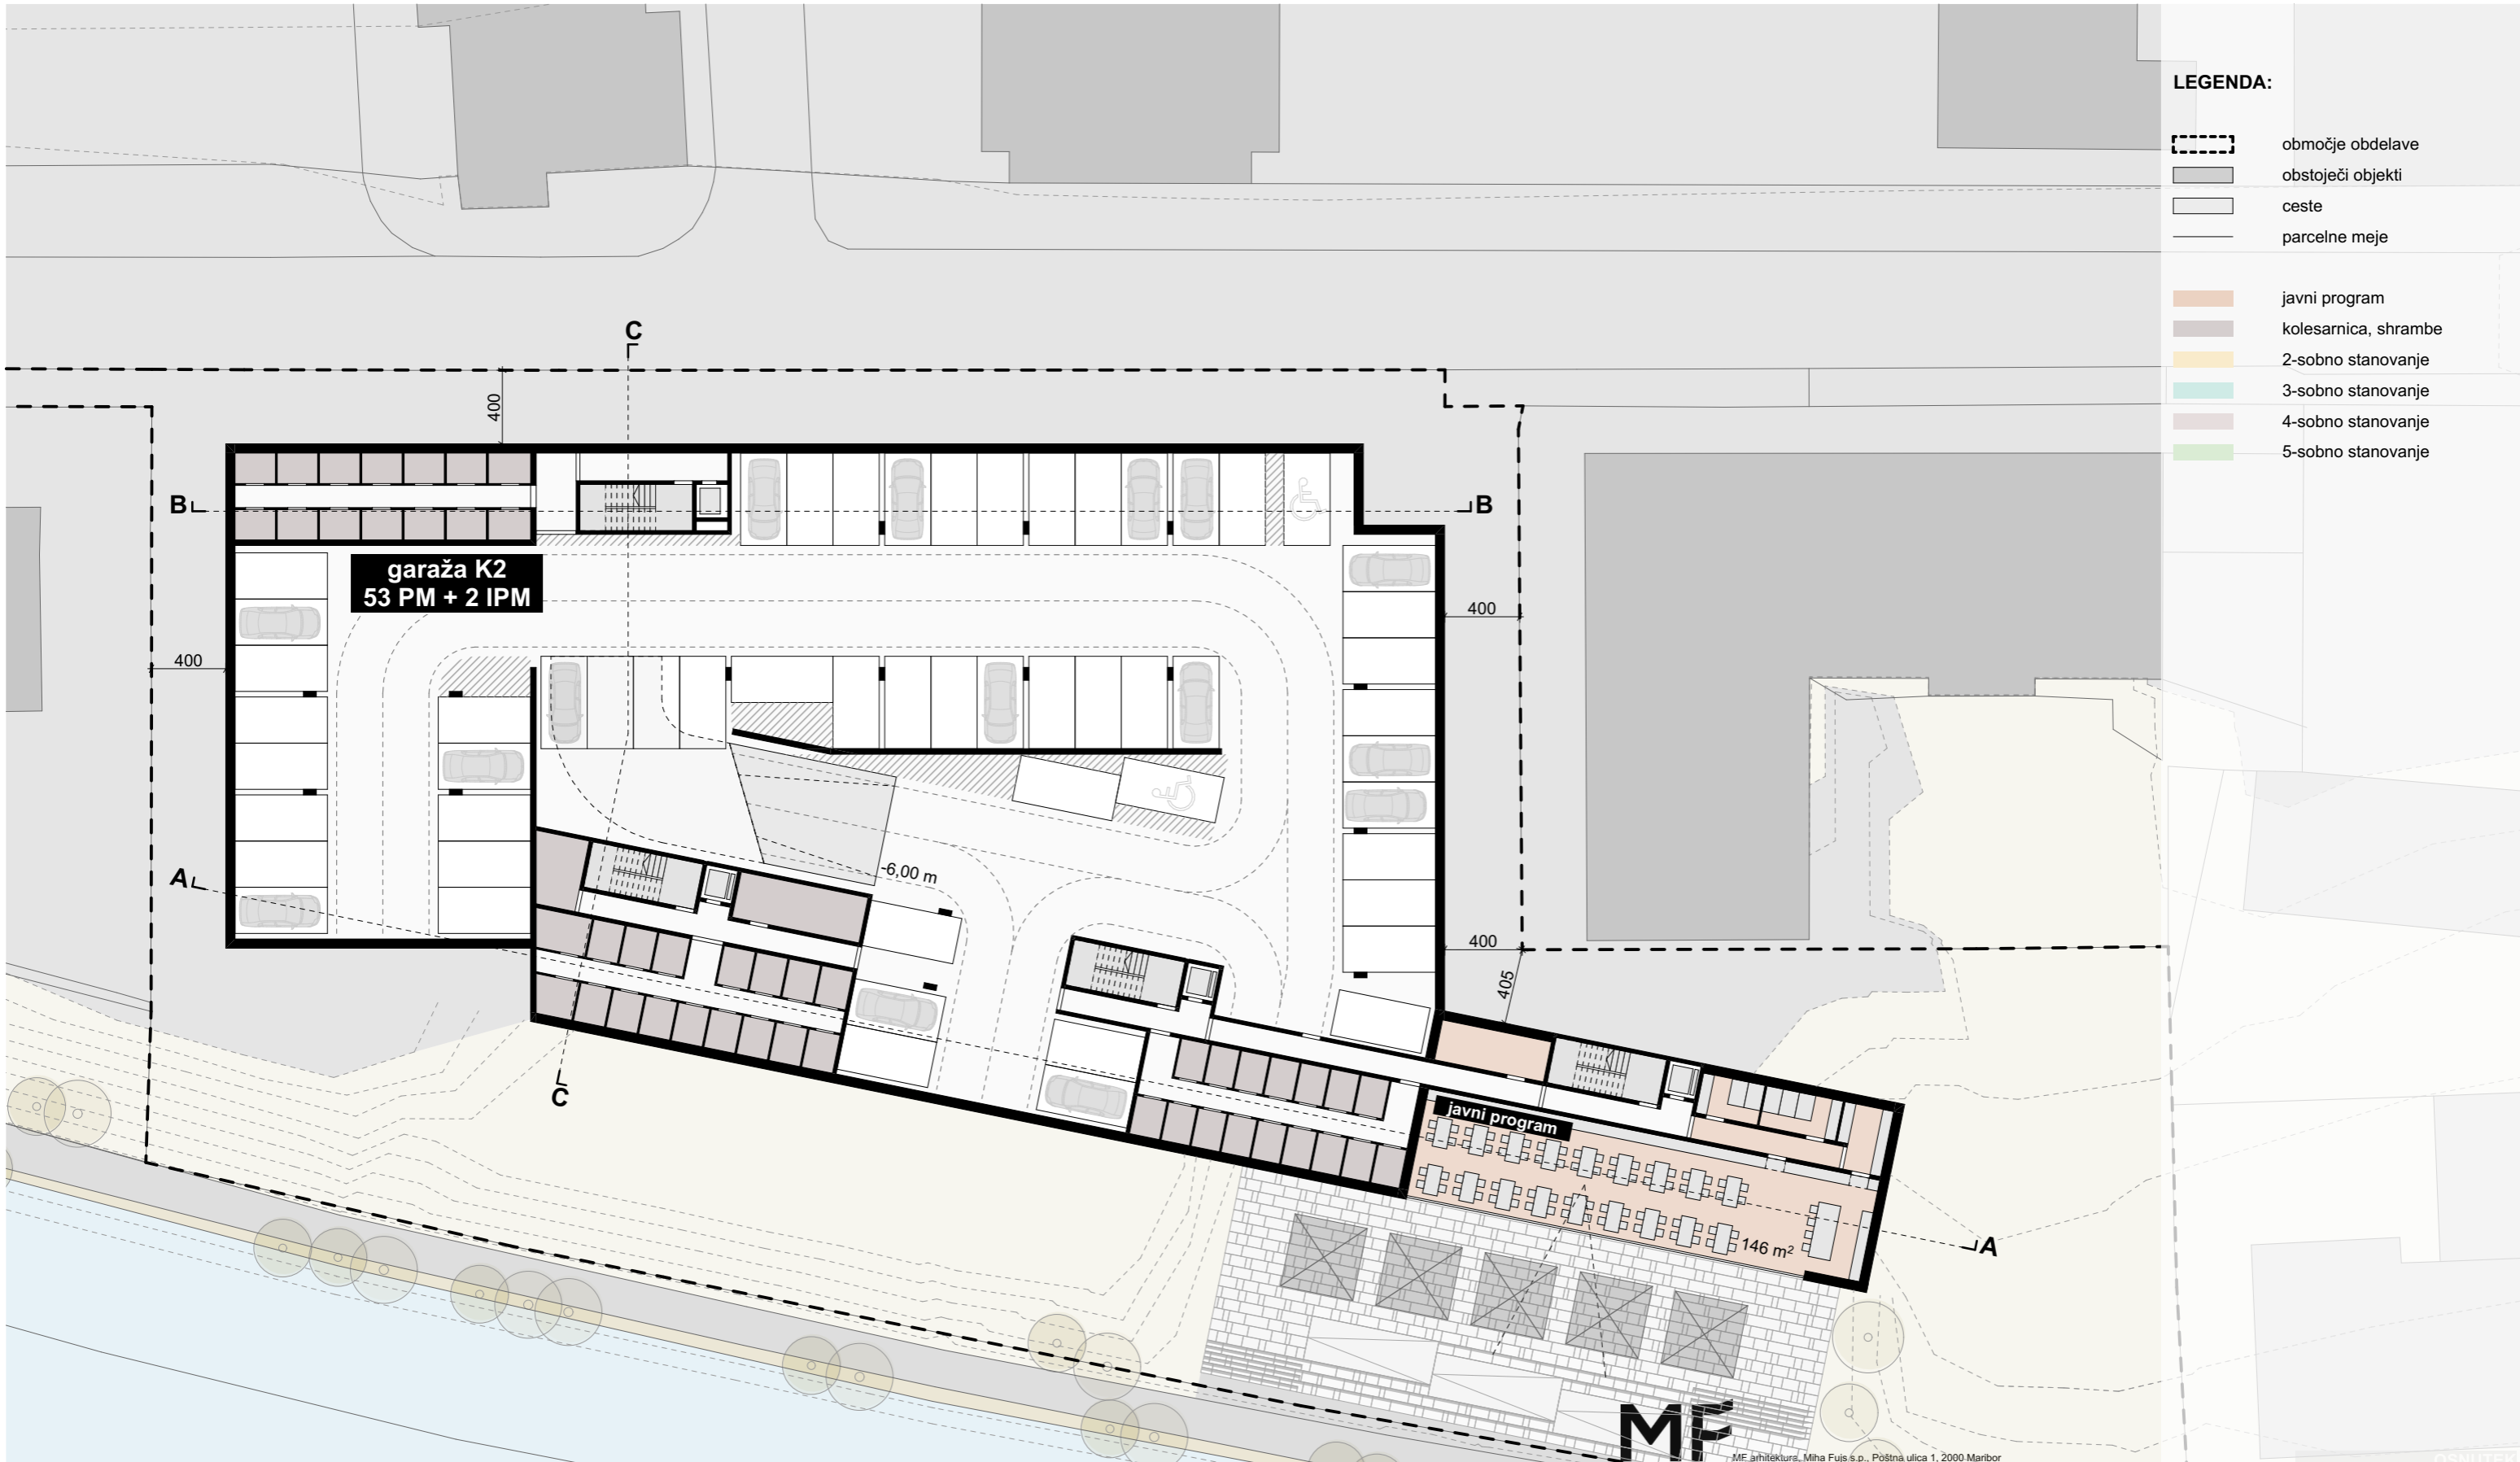 LEGENDA:
območje obdelave
obstoječi objekti
ceste
parcelne meje
javni program
kolesarnica, shrambe
2-sobno stanovanje
3-sobno stanovanje
4-sobno stanovanje
5-sobno stanovanje
C
400
B
B
garaža K2
53 PM + 2 IPM
400
400
A
-6,00 m
400
405
C
javni program
146 m²
A
MF
MF arhitektura, Miha Fujs s.p., Poštna ulica 1, 2000 Maribor
OSNUTEK